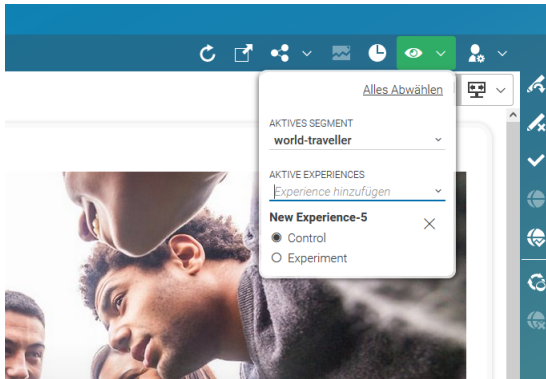 Alles Abwählen
AKTIVES SEGMENT
world-traveller
AKTIVE EXPERIENCES
Experience hinzufügen
New Experience-5
Control
Experiment